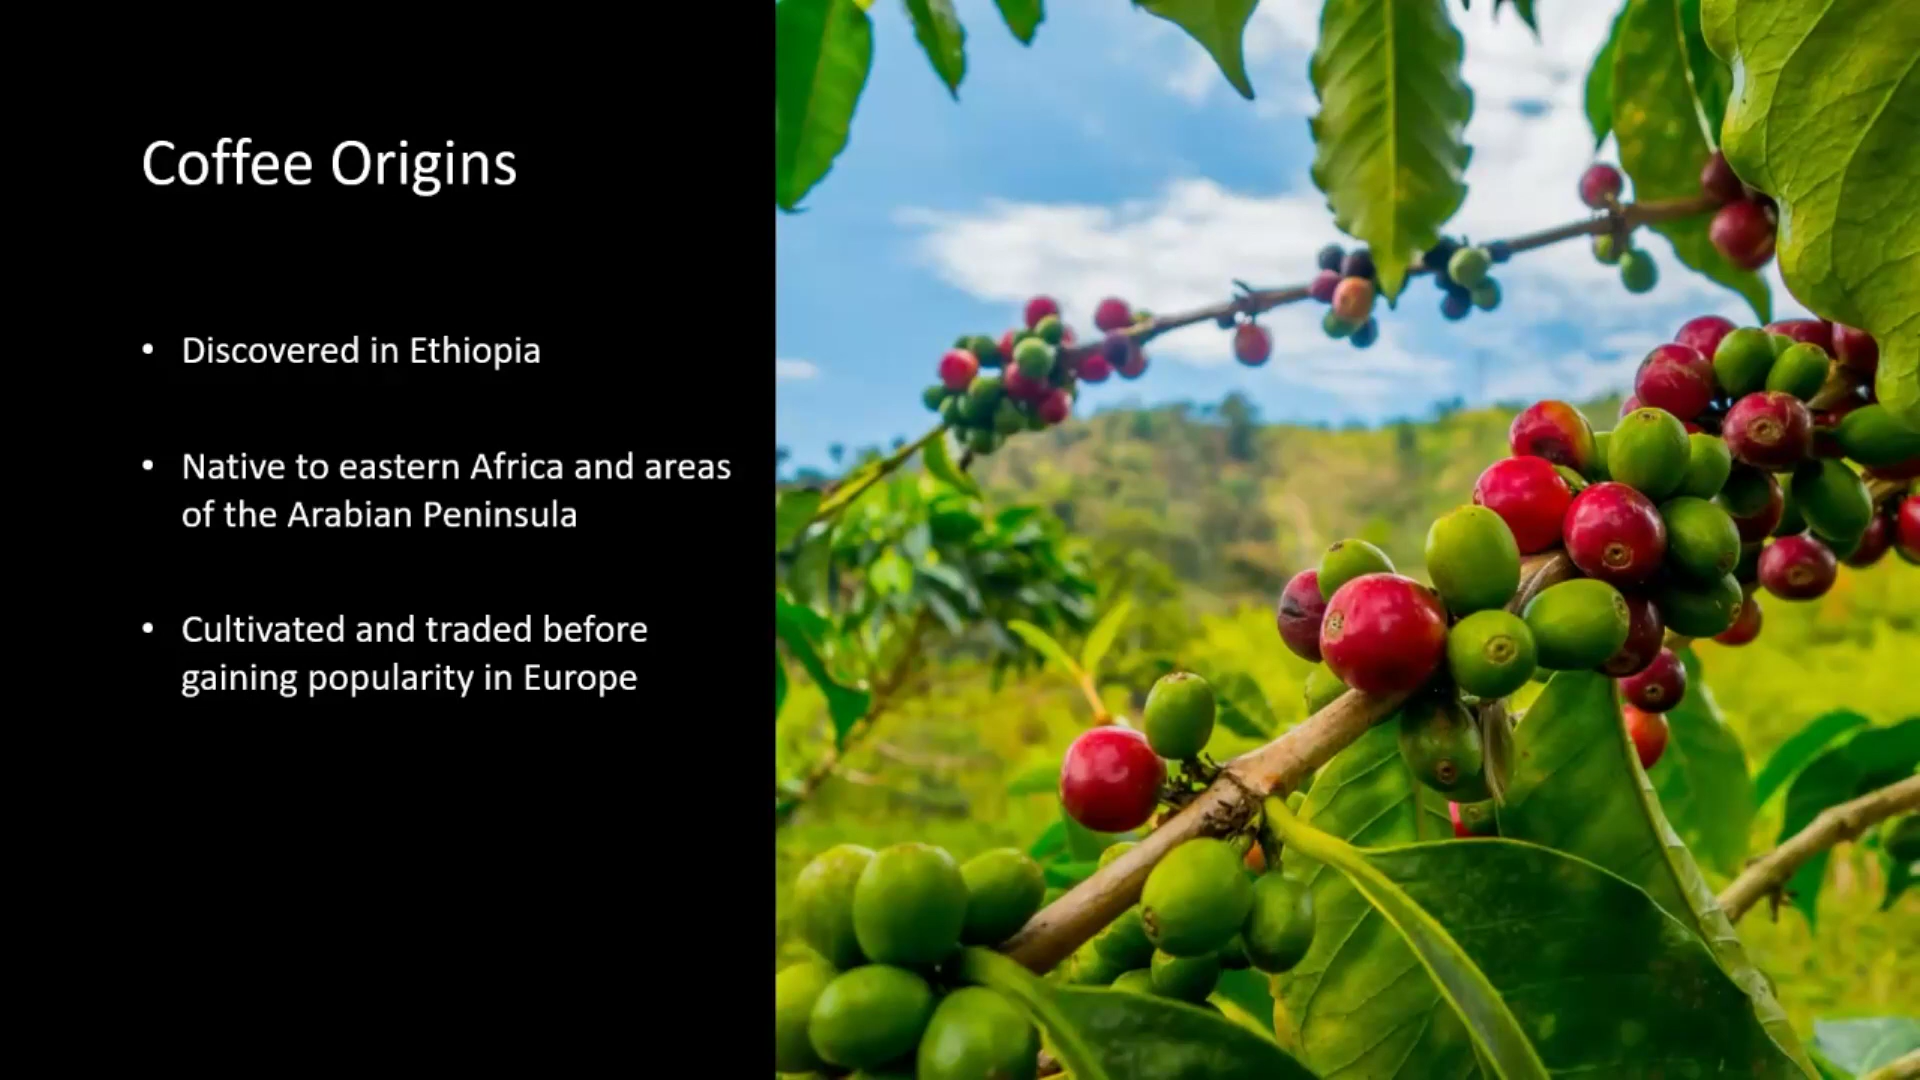 Coffee Origins
• Discovered in Ethiopia
• Native to eastern Africa and areas
of the Arabian Peninsula
• Cultivated and traded before
gaining popularity in Europe